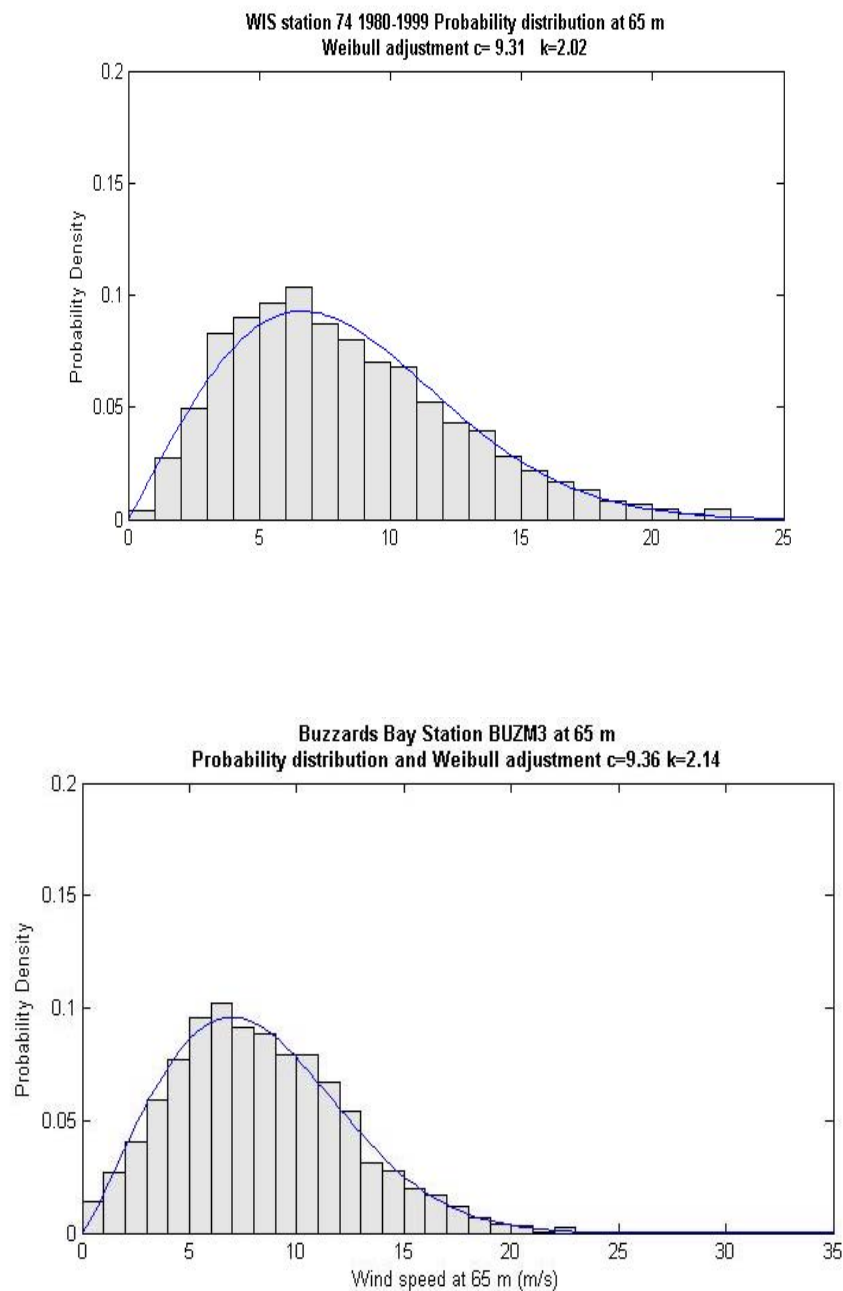 WIS station 74 1980-1999 Probability distribution at 65 m
Weibull adjustment c= 9.31 k=2.02
0.2
0.15
0.1
0.05
0
Probability Density
0 5 10 15 20 25
Buzzards Bay Station BUZM3 at 65 m
Probability distribution and Weibull adjustment c=9.36 k=2.14
0.2
0.15
0.1
0.05
0
Probability Density
0 5 10 15 20 25 30 35
Wind speed at 65 m (m/s)